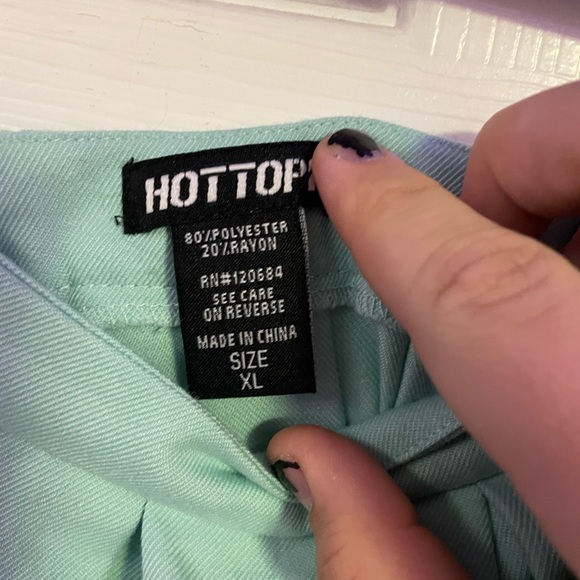 HOTTOP
80%POLYESTER
20%RAYON
RN#120684
SEE CARE
ON REVERSE
MADE IN CHINA
SIZE
XL